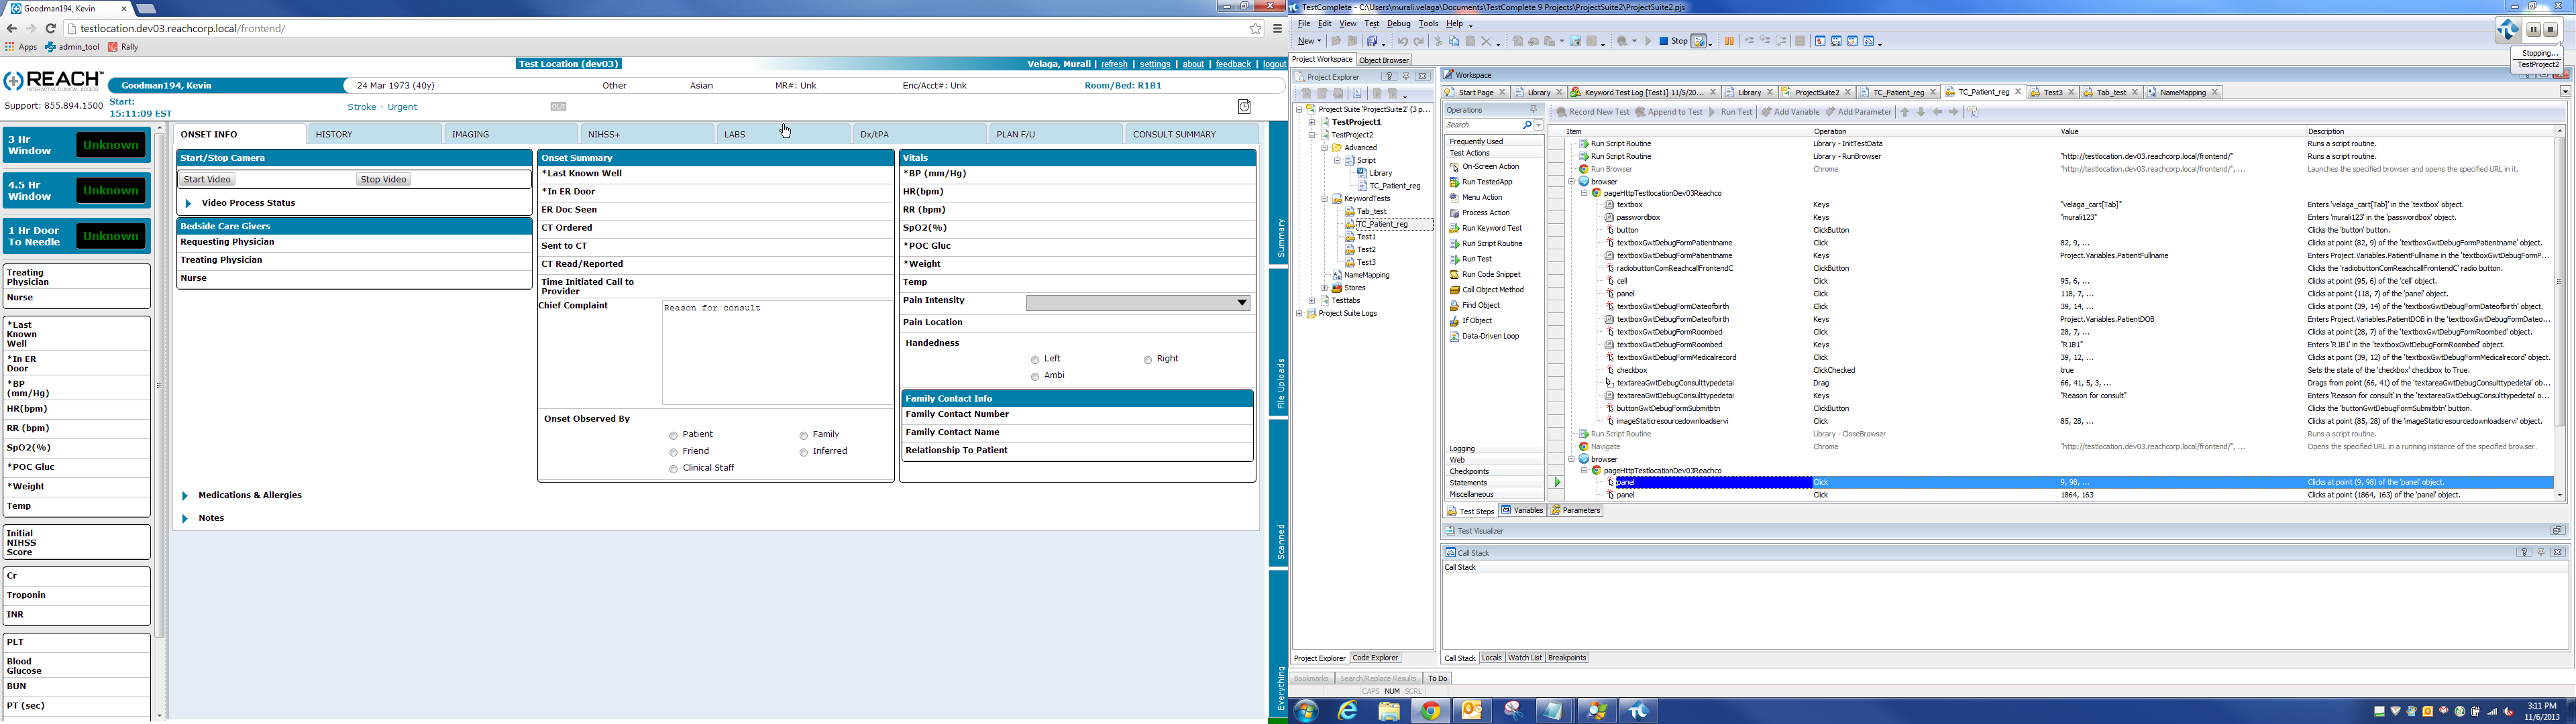 Goodman194, Kevin
testlocation.dev03.reachcorp.local/frontend/
Apps admin_tool Rally
Test Location (dev03)
Velaga, Murali | refresh | settings | about | feedback | logout
REACH
Goodman194, Kevin 24 Mar 1973 (40y) Other Asian MR#: Unk Enc/Acct#: Unk Room/Bed: R1B1
Support: 855.894.1500 Start:
15:11:09 EST
Stroke - Urgent
OUT
3 Hr
Window
Unknown
4.5 Hr
Window
Unknown
1 Hr Door
To Needle
Unknown
Treating
Physician
Nurse
*Last
Known
Well
*In ER
Door
*BP
(mm/Hg)
HR(bpm)
RR (bpm)
SpO2(%)
*POC Gluc
*Weight
Temp
Initial
NIHSS
Score
Cr
Troponin
INR
PLT
Blood
Glucose
BUN
PT (sec)
ONSET INFO HISTORY IMAGING NIHSS+ LABS Dx/tPA PLAN F/U CONSULT SUMMARY
Start/Stop Camera
Start Video Stop Video
Video Process Status
Bedside Care Givers
Requesting Physician
Treating Physician
Nurse
Onset Summary
*Last Known Well
*In ER Door
ER Doc Seen
CT Ordered
Sent to CT
CT Read/Reported
Time Initiated Call to
Provider
Chief Complaint
Reason for consult
Onset Observed By
Patient Family
Friend Inferred
Clinical Staff
Vitals
*BP (mm/Hg)
HR(bpm)
RR (bpm)
SpO2(%)
*POC Gluc
*Weight
Temp
Pain Intensity
Pain Location
Handedness
Left Right
Ambi
Family Contact Info
Family Contact Number
Family Contact Name
Relationship To Patient
Medications & Allergies
Notes
Summary
File Uploads
Scanned
Everything
TestComplete - C:\Users\murali.velaga\Documents\TestComplete 9 Projects\ProjectSuite2\ProjectSuite2.pjs
File Edit View Test Debug Tools Help
New Stop
Stopping...
TestProject2
Project Workspace Object Browser
Project Explorer
Project Suite 'ProjectSuite2' (3 p...
TestProject1
TestProject2
Advanced
Script
Library
TC_Patient_reg
KeywordTests
Tab_test
TC_Patient_reg
Test1
Test2
Test3
NameMapping
Stores
Testtabs
Project Suite Logs
Project Explorer Code Explorer
Workspace
Start Page Library Keyword Test Log [Test1] 11/5/20... Library ProjectSuite2 TC_Patient_reg TC_Patient_reg Test3 Tab_test NameMapping
Operations
Search
Frequently Used
Test Actions
On-Screen Action
Run TestedApp
Menu Action
Process Action
Run Keyword Test
Run Script Routine
Run Test
Run Code Snippet
Call Object Method
Find Object
If Object
Data-Driven Loop
Logging
Web
Checkpoints
Statements
Miscellaneous
Record New Test Append to Test Run Test Add Variable Add Parameter
Item Operation Value Description
Run Script Routine Library - InitTestData Runs a script routine.
Run Script Routine Library - RunBrowser "http://testlocation.dev03.reachcorp.local/frontend/" Runs a script routine.
Run Browser Chrome "http://testlocation.dev03.reachcorp.local/frontend/", ... Launches the specified browser and opens the specified URL in it.
browser
pageHttpTestlocationDev03Reachco
textbox Keys "velaga_cart[Tab]" Enters 'velaga_cart[Tab]' in the 'textbox' object.
passwordbox Keys "murali123" Enters 'murali123' in the 'passwordbox' object.
button ClickButton Clicks the 'button' button.
textboxGwtDebugFormPatientname Click 82, 9, ... Clicks at point (82, 9) of the 'textboxGwtDebugFormPatientname' object.
textboxGwtDebugFormPatientname Keys Project.Variables.PatientFullname Enters Project.Variables.PatientFullname in the 'textboxGwtDebugFormP...
radiobuttonComReachcallFrontendC ClickButton Clicks the 'radiobuttonComReachcallFrontendC' radio button.
cell Click 95, 6, ... Clicks at point (95, 6) of the 'cell' object.
panel Click 118, 7, ... Clicks at point (118, 7) of the 'panel' object.
textboxGwtDebugFormDateofbirth Click 39, 14, ... Clicks at point (39, 14) of the 'textboxGwtDebugFormDateofbirth' object.
textboxGwtDebugFormDateofbirth Keys Project.Variables.PatientDOB Enters Project.Variables.PatientDOB in the 'textboxGwtDebugFormDateo...
textboxGwtDebugFormRoombed Click 28, 7, ... Clicks at point (28, 7) of the 'textboxGwtDebugFormRoombed' object.
textboxGwtDebugFormRoombed Keys "R1B1" Enters 'R1B1' in the 'textboxGwtDebugFormRoombed' object.
textboxGwtDebugFormMedicalrecord Click 39, 12, ... Clicks at point (39, 12) of the 'textboxGwtDebugFormMedicalrecord' object.
checkbox ClickChecked true Sets the state of the 'checkbox' checkbox to True.
textareaGwtDebugConsulttypedetai Drag 66, 41, 5, 3, ... Drags from point (66, 41) of the 'textareaGwtDebugConsulttypedetai' ob...
textareaGwtDebugConsulttypedetai Keys "Reason for consult" Enters 'Reason for consult' in the 'textareaGwtDebugConsulttypedetai' o...
buttonGwtDebugFormSubmitbtn ClickButton Clicks the 'buttonGwtDebugFormSubmitbtn' button.
imageStaticresourcedownloadservi Click 85, 28, ... Clicks at point (85, 28) of the 'imageStaticresourcedownloadservi' object.
Run Script Routine Library - CloseBrowser Runs a script routine.
Navigate Chrome "http://testlocation.dev03.reachcorp.local/frontend/", ... Opens the specified URL in a running instance of the specified browser.
browser
pageHttpTestlocationDev03Reachco
panel Click 9, 98, ... Clicks at point (9, 98) of the 'panel' object.
panel Click 1864, 163 Clicks at point (1864, 163) of the 'panel' object.
Test Steps Variables Parameters
Test Visualizer
Call Stack
Call Stack
Call Stack Locals Watch List Breakpoints
Bookmarks Search/Replace Results To Do
CAPS NUM SCRL
3:11 PM
11/6/2013